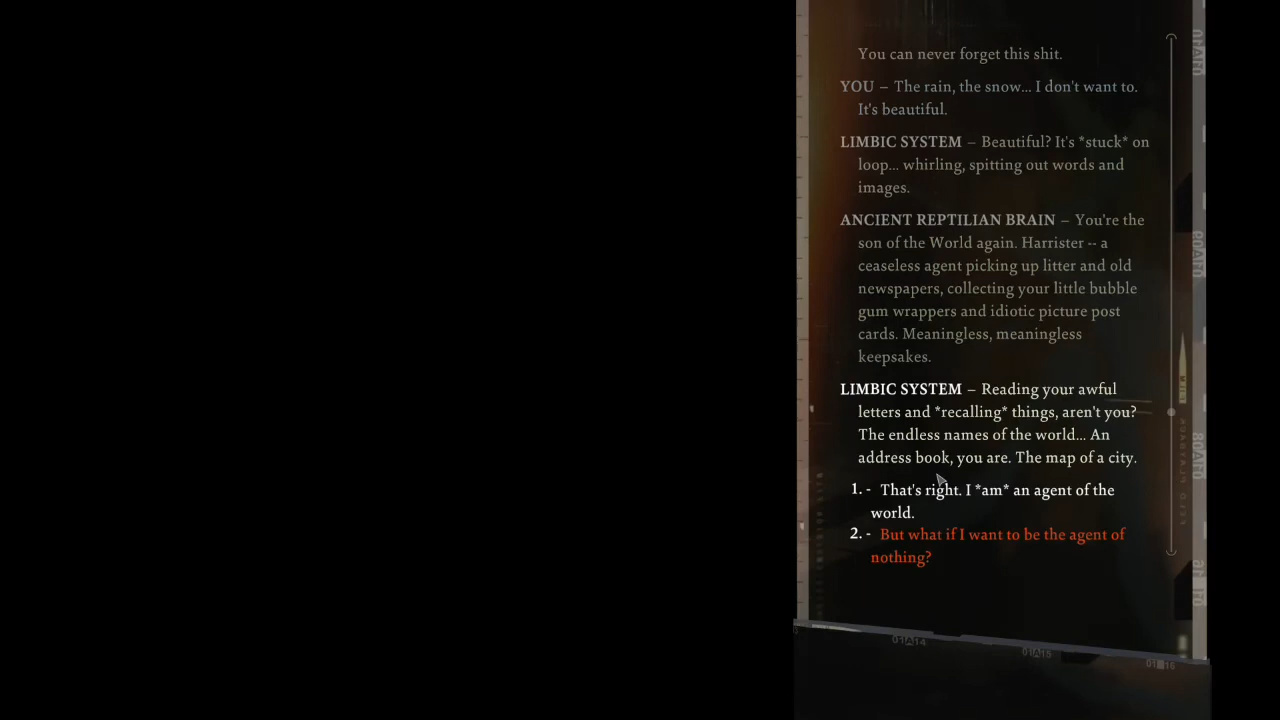 You can never forget this shit.
YOU – The rain, the snow... I don't want to.
It's beautiful.
LIMBIC SYSTEM – Beautiful? It's *stuck* on
loop... whirling, spitting out words and
images.
ANCIENT REPTILIAN BRAIN – You're the
son of the World again. Harrister -- a
ceaseless agent picking up litter and old
newspapers, collecting your little bubble
gum wrappers and idiotic picture post
cards. Meaningless, meaningless
keepsakes.
LIMBIC SYSTEM – Reading your awful
letters and *recalling* things, aren't you?
The endless names of the world... An
address book, you are. The map of a city.
1. - That's right. I *am* an agent of the
world.
2. - But what if I want to be the agent of
nothing?